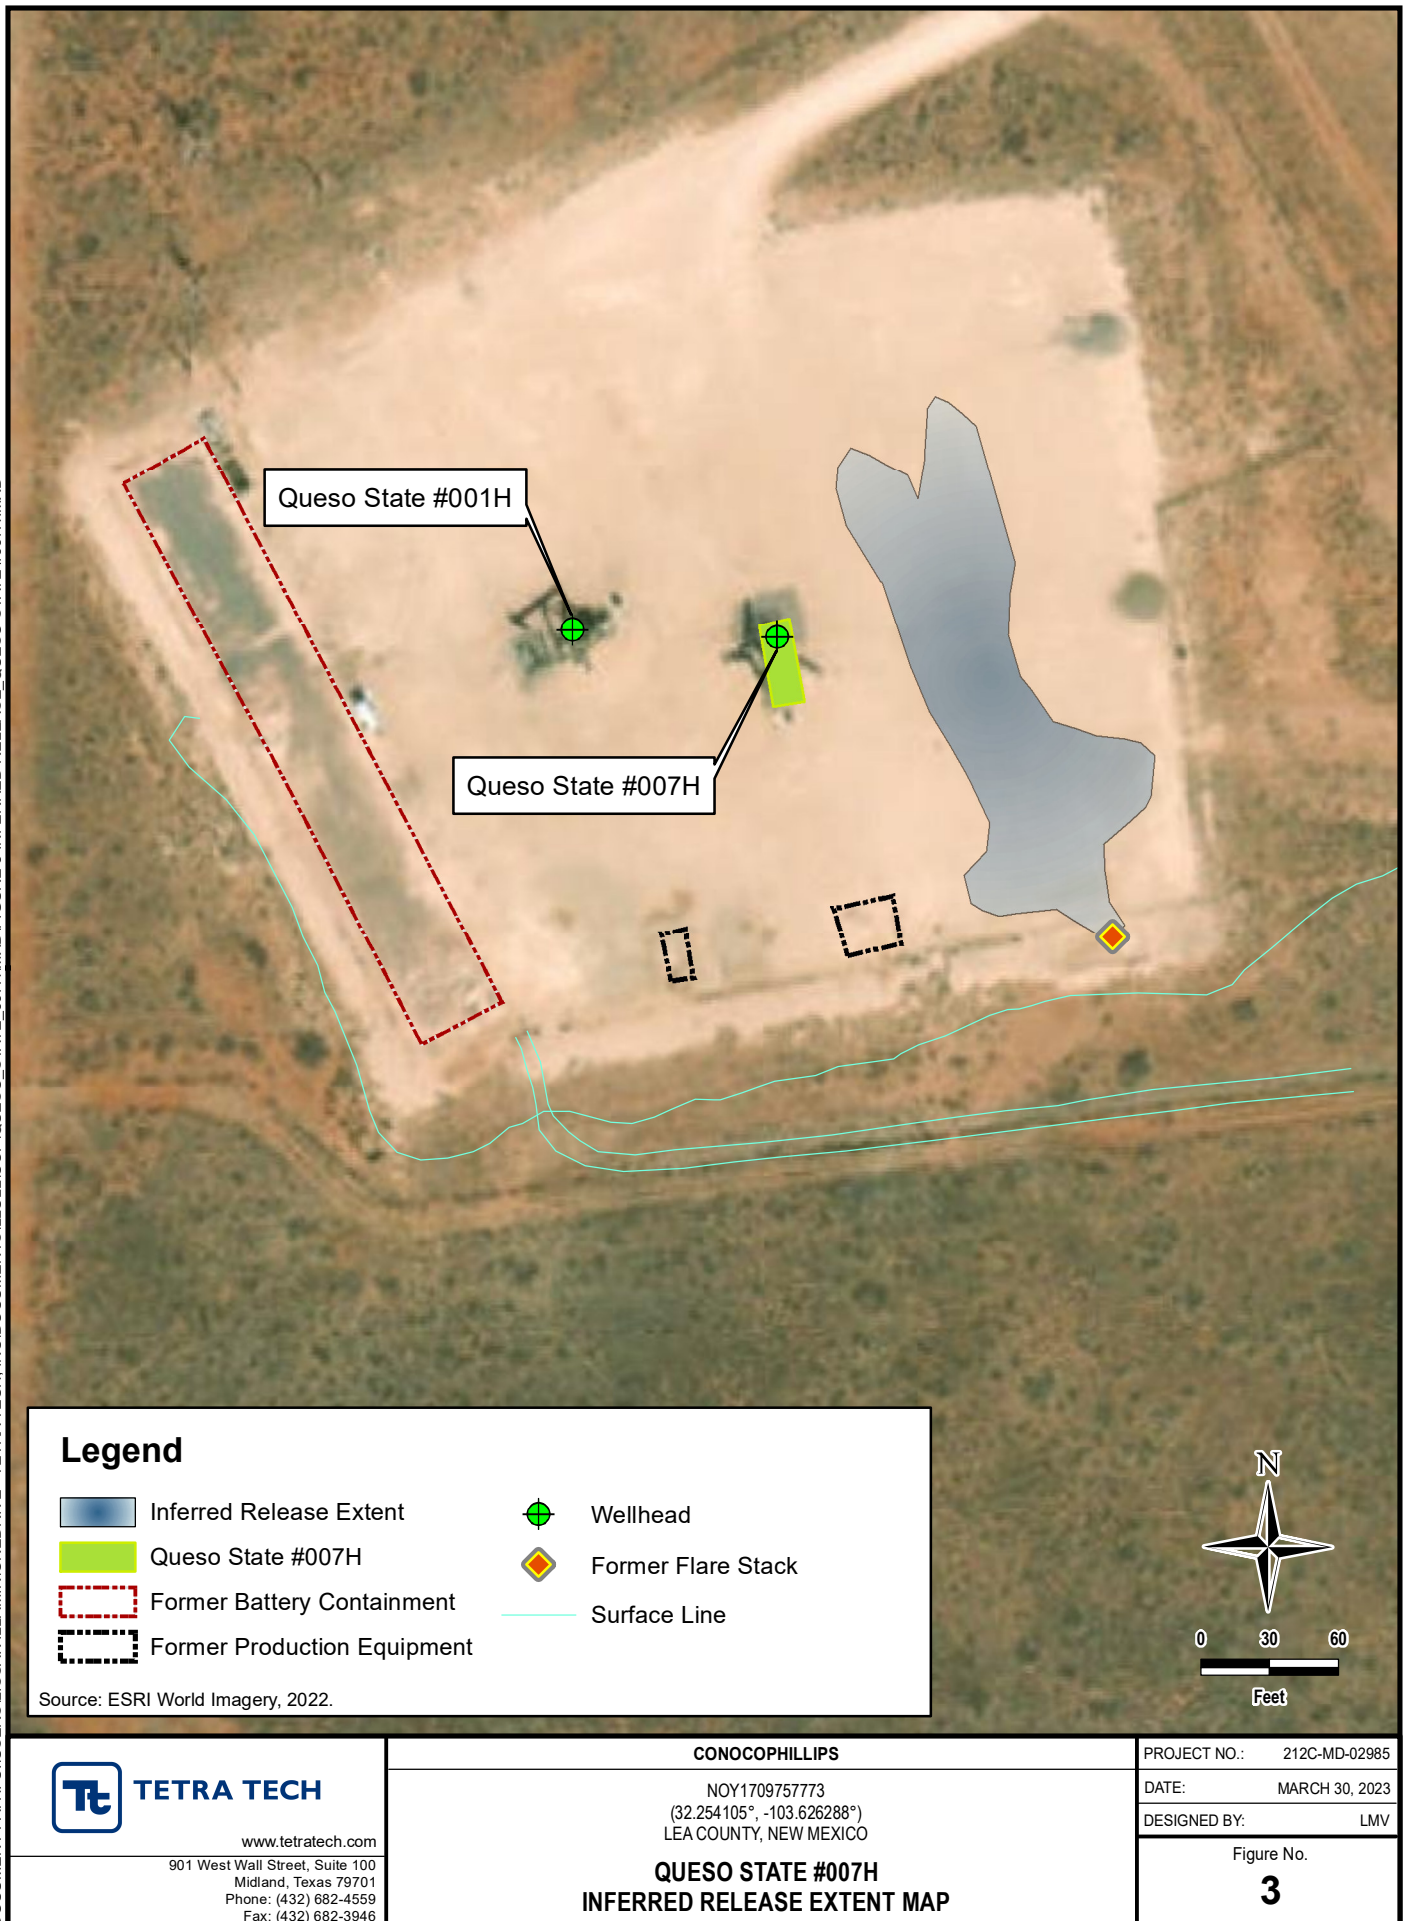 Queso State #001H
Queso State #007H
Legend
Inferred Release Extent
Queso State #007H
Former Battery Containment
Former Production Equipment
Wellhead
Former Flare Stack
Surface Line
Source: ESRI World Imagery, 2022.
N
0 30 60
Feet
Tt TETRA TECH
www.tetratech.com
901 West Wall Street, Suite 100
Midland, Texas 79701
Phone: (432) 682-4559
Fax: (432) 682-3946
CONOCOPHILLIPS
NOY1709757773
(32.254105°, -103.626288°)
LEA COUNTY, NEW MEXICO
QUESO STATE #007H
INFERRED RELEASE EXTENT MAP
PROJECT NO.: 212C-MD-02985
DATE: MARCH 30, 2023
DESIGNED BY: LMV
Figure No.
3